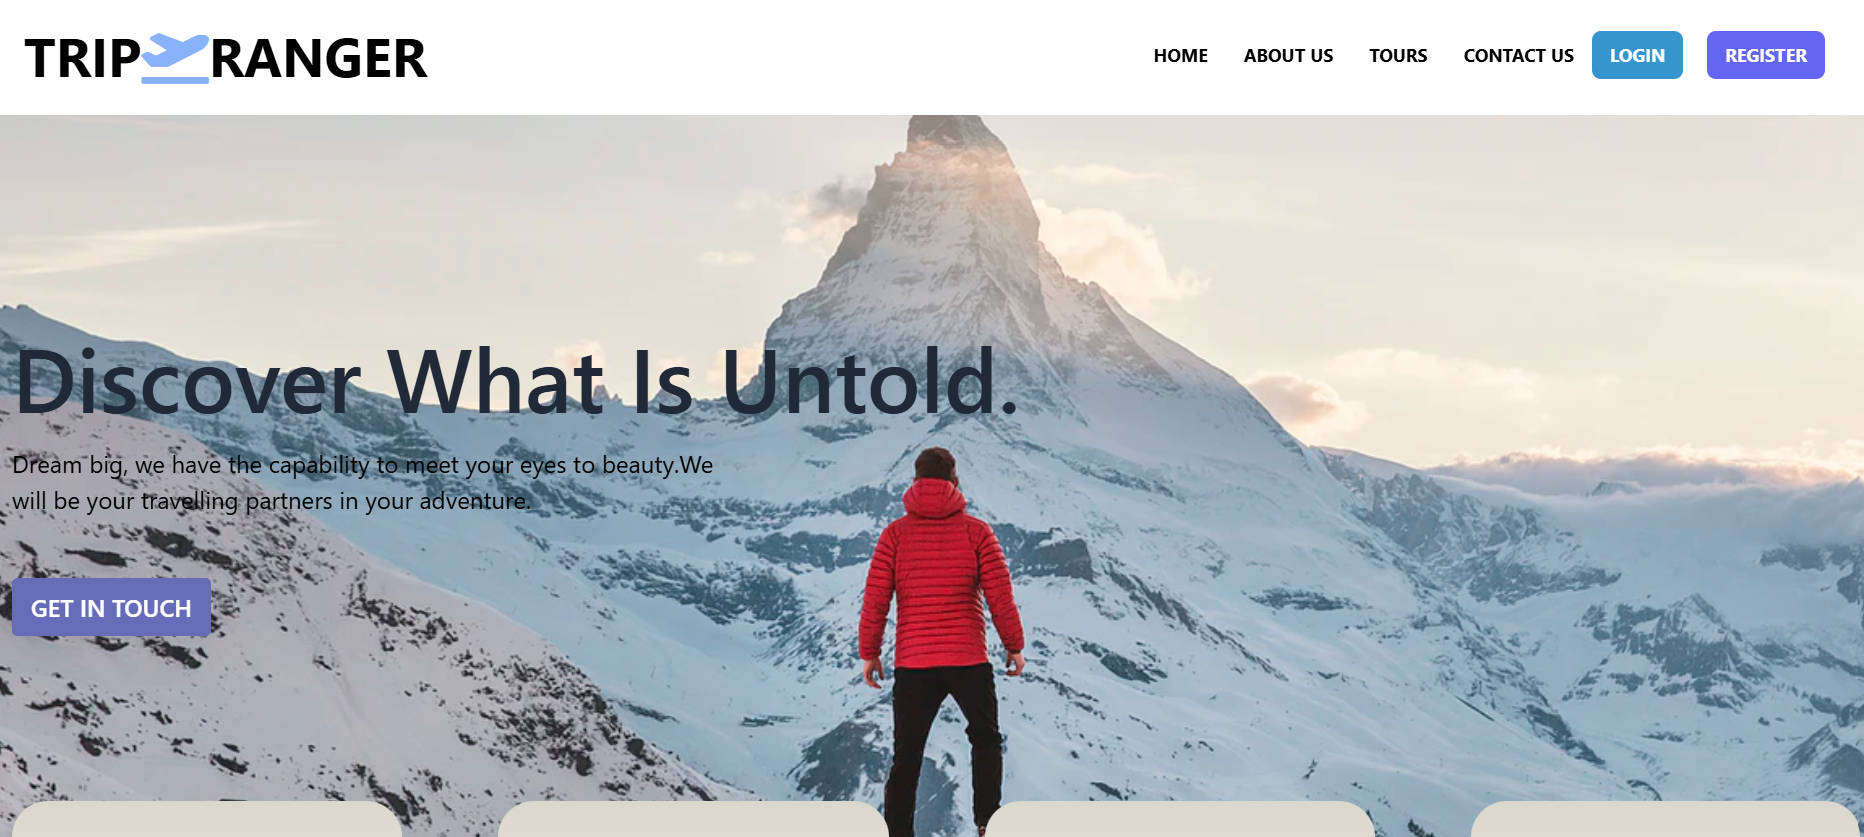 TRIP RANGER
HOME ABOUT US TOURS CONTACT US LOGIN REGISTER
Discover What Is Untold.
Dream big, we have the capability to meet your eyes to beauty.We
will be your travelling partners in your adventure.
GET IN TOUCH